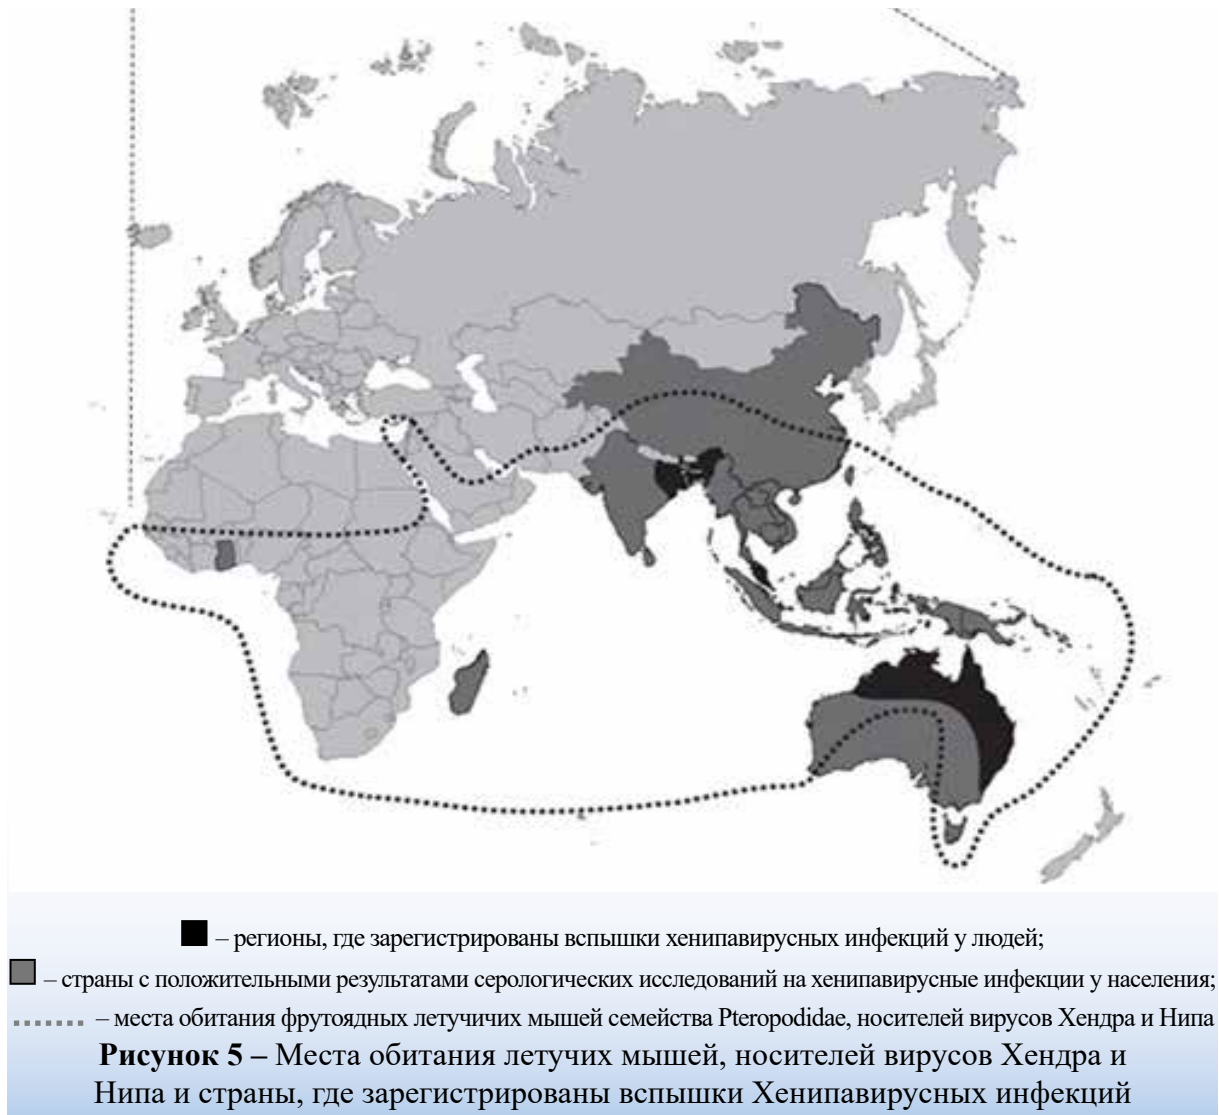 – регионы, где зарегистрированы вспышки хенипавирусных инфекций у людей;
– страны с положительными результатами серологических исследований на хенипавирусные инфекции у населения;
– места обитания фрутоядных летучичих мышей семейства Pteropodidae, носителей вирусов Хендра и Нипа
Рисунок 5 – Места обитания летучих мышей, носителей вирусов Хендра и
Нипа и страны, где зарегистрированы вспышки Хенипавирусных инфекций